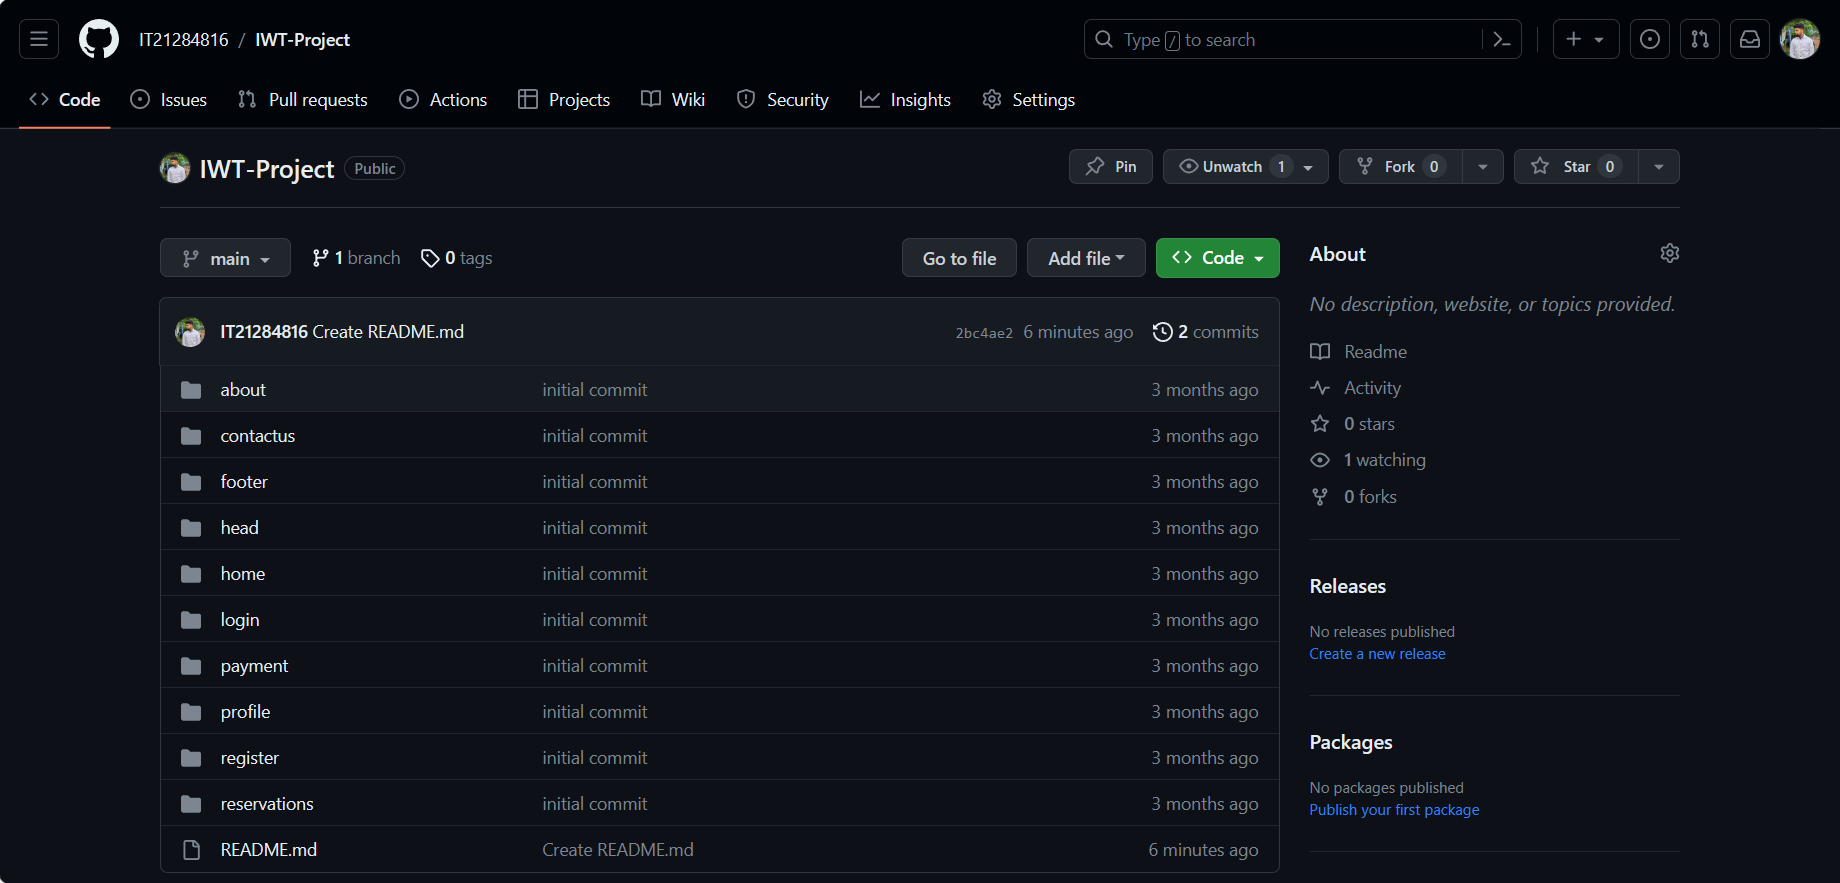 IT21284816 / IWT-Project Type / to search
Code Issues Pull requests Actions Projects Wiki Security Insights Settings
IWT-Project Public Pin Unwatch 1 Fork 0 Star 0
main 1 branch 0 tags Go to file Add file Code
IT21284816 Create README.md 2bc4ae2 6 minutes ago 2 commits
about initial commit 3 months ago
contactus initial commit 3 months ago
footer initial commit 3 months ago
head initial commit 3 months ago
home initial commit 3 months ago
login initial commit 3 months ago
payment initial commit 3 months ago
profile initial commit 3 months ago
register initial commit 3 months ago
reservations initial commit 3 months ago
README.md Create README.md 6 minutes ago
About
No description, website, or topics provided.
Readme
Activity
0 stars
1 watching
0 forks
Releases
No releases published
Create a new release
Packages
No packages published
Publish your first package